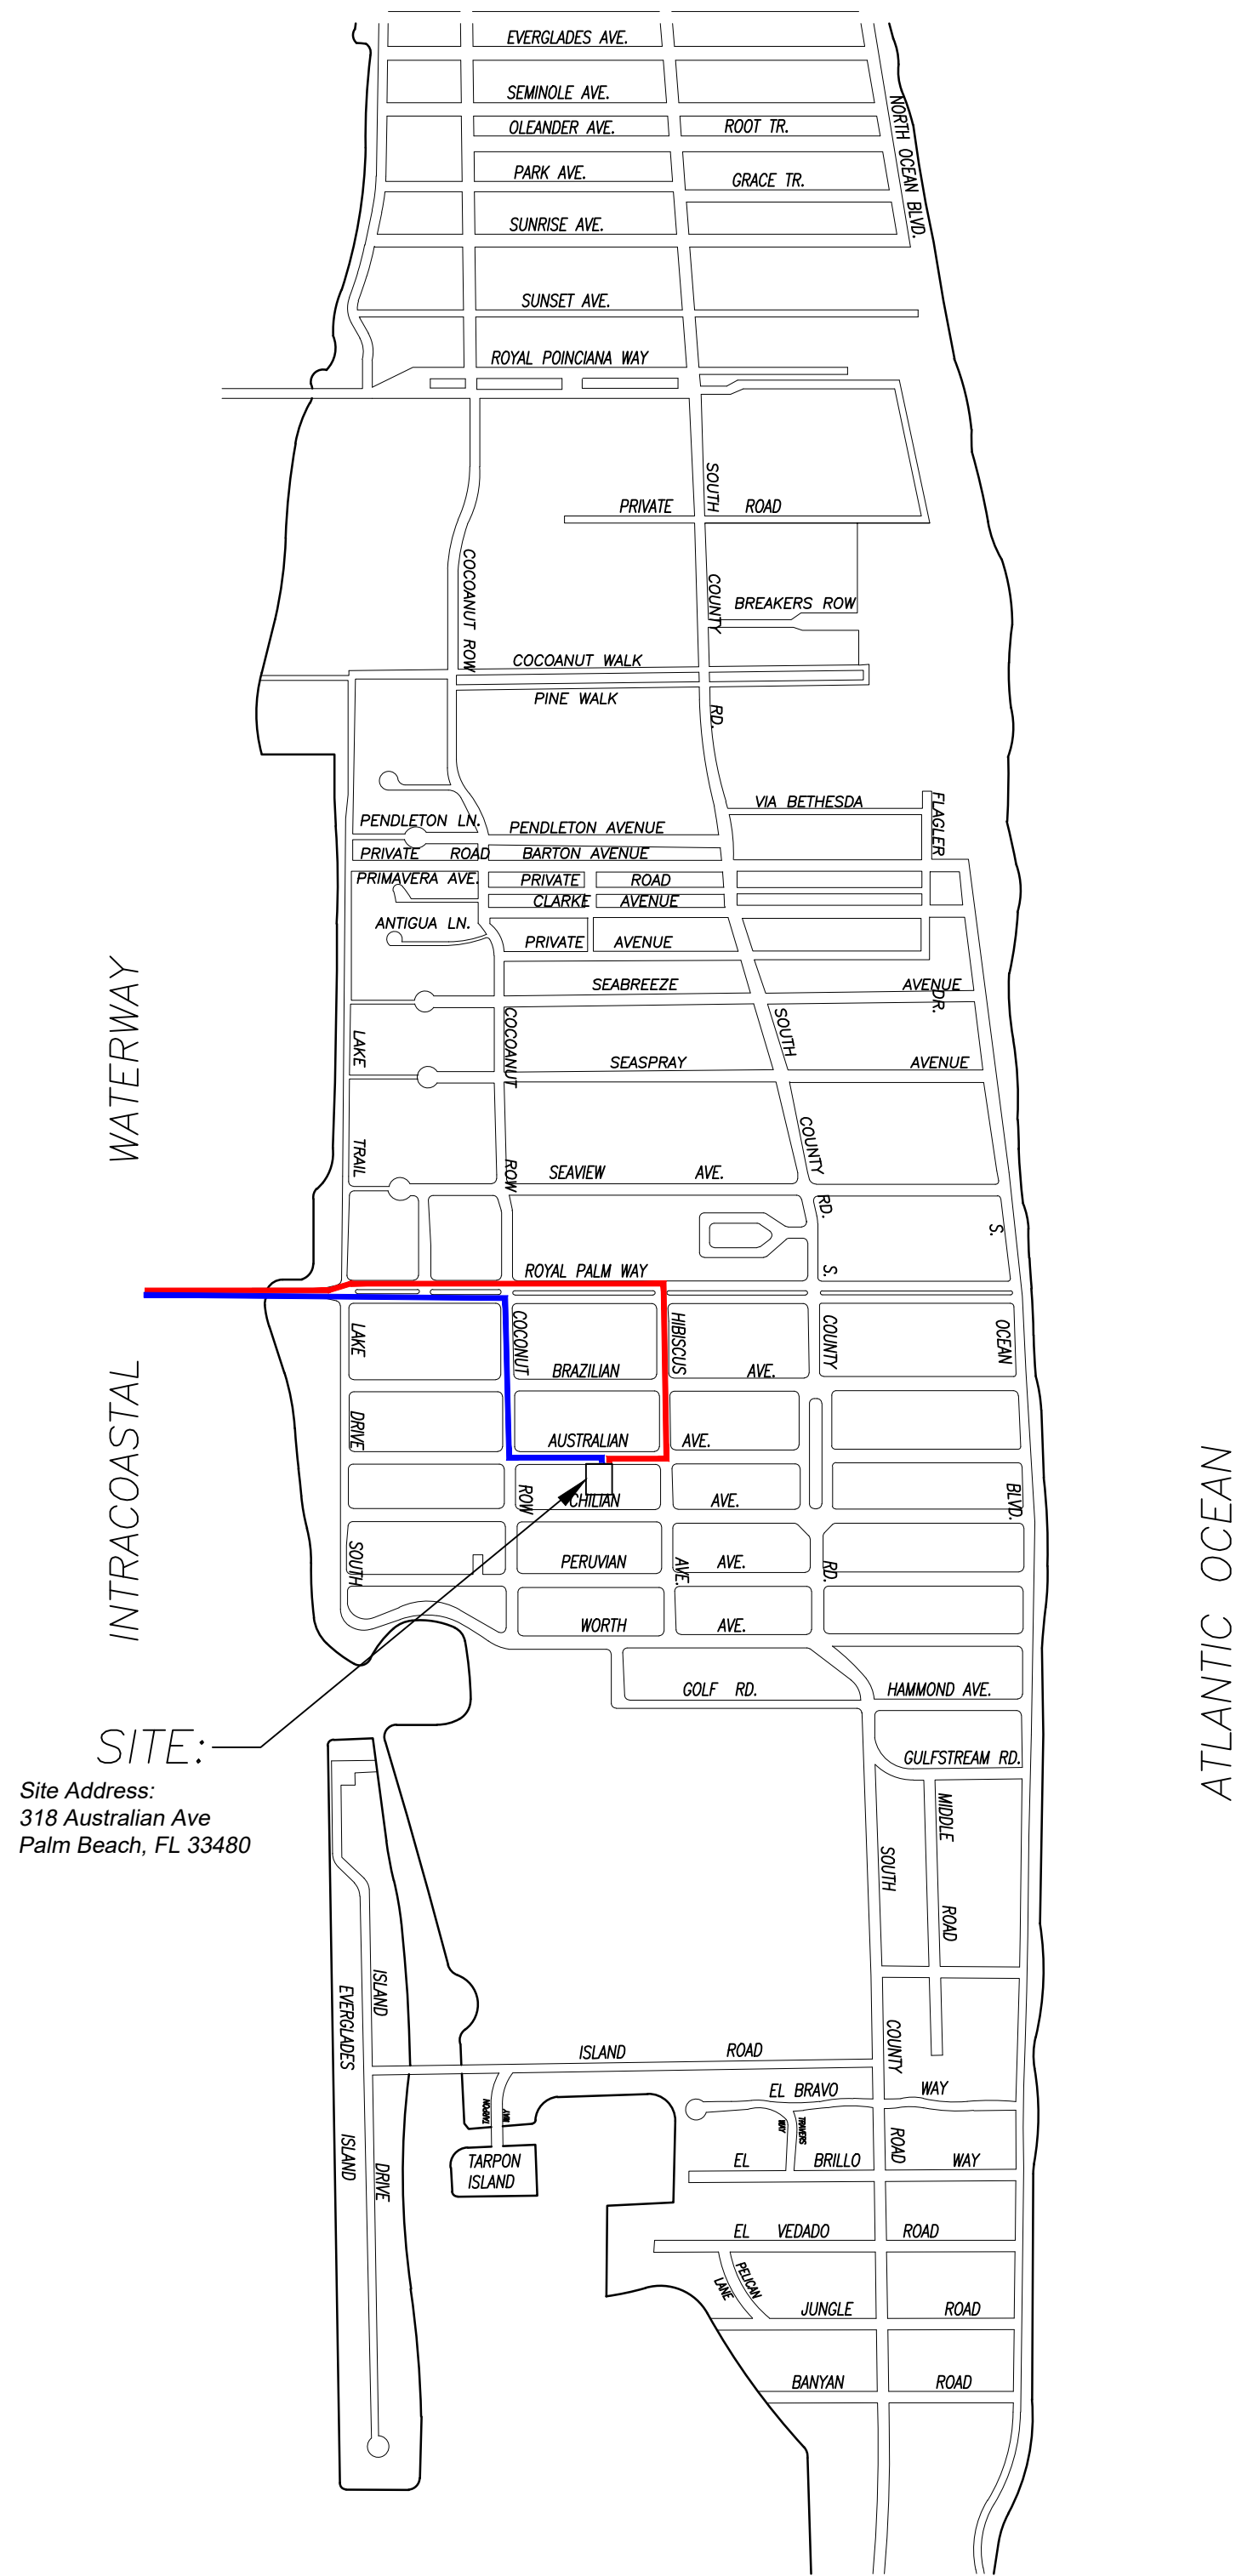 EVERGLADES AVE.
SEMINOLE AVE.
OLEANDER AVE.
ROOT TR.
NORTH OCEAN BLVD.
PARK AVE.
GRACE TR.
SUNRISE AVE.
SUNSET AVE.
ROYAL POINCIANA WAY
SOUTH
PRIVATE ROAD
COCOANUT ROW
COUNTY
BREAKERS ROW
COCOANUT WALK
PINE WALK
RD.
VIA BETHESDA
FLAGLER
PENDLETON LN.
PENDLETON AVENUE
PRIVATE ROAD
BARTON AVENUE
PRIMAVERA AVE.
PRIVATE ROAD
CLARKE AVENUE
ANTIGUA LN.
PRIVATE AVENUE
SEABREEZE AVENUE
DR.
WATERWAY
LAKE
COCOANUT
SOUTH
SEASPRAY AVENUE
TRAIL
ROW
COUNTY
SEAVIEW AVE.
RD.
S.
ROYAL PALM WAY
S.
LAKE
COCONUT
HIBISCUS
COUNTY
OCEAN
BRAZILIAN AVE.
DRIVE
AUSTRALIAN AVE.
INTRACOASTAL
ATLANTIC OCEAN
ROW
CHILIAN AVE.
BLVD.
SOUTH
PERUVIAN AVE.
AVE.
RD.
WORTH AVE.
GOLF RD.
HAMMOND AVE.
SITE:
Site Address:
318 Australian Ave
Palm Beach, FL 33480
GULFSTREAM RD.
MIDDLE
SOUTH
ROAD
ISLAND
EVERGLADES
COUNTY
ISLAND ROAD
EL BRAVO WAY
TARPON
WAY
TRAVERS
WAY
ROAD
EL BRILLO WAY
ISLAND
DRIVE
TARPON
ISLAND
EL VEDADO ROAD
PELICAN
LANE
JUNGLE ROAD
BANYAN ROAD